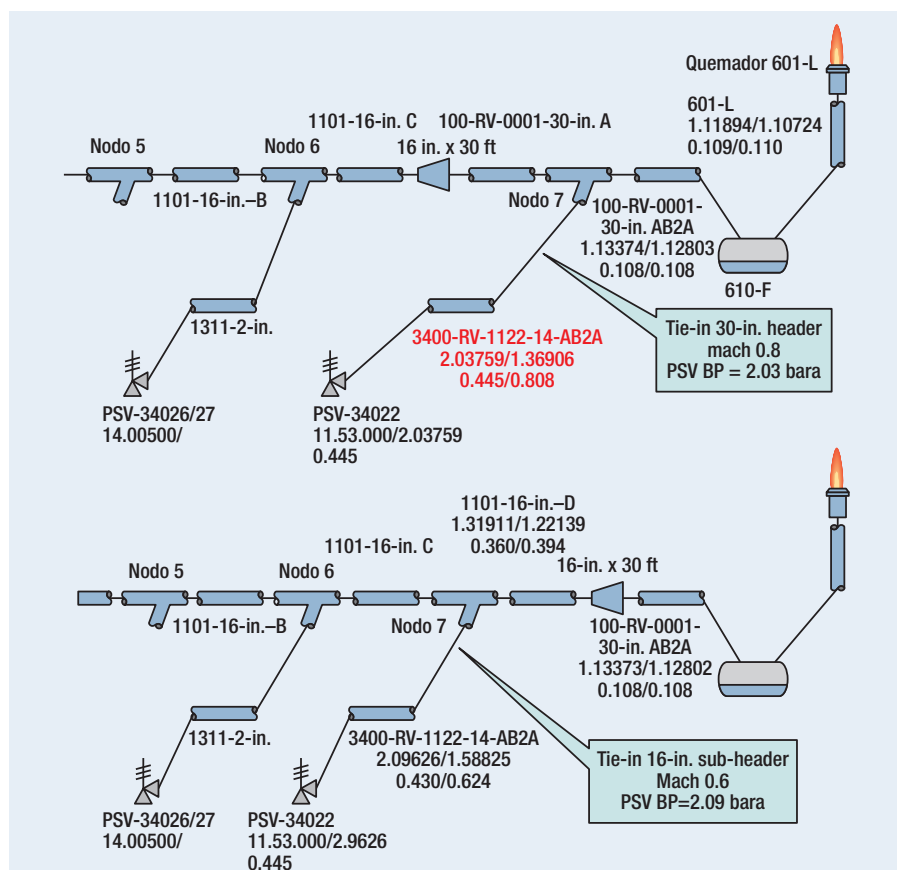 Quemador 601-L
601-L
1.11894/1.10724
0.109/0.110
1101-16-in. C
100-RV-0001-30-in. A
Nodo 5
Nodo 6
16 in. x 30 ft
1101-16-in.–B
Nodo 7
100-RV-0001-
30-in. AB2A
1.13374/1.12803
0.108/0.108
610-F
1311-2-in.
3400-RV-1122-14-AB2A
2.03759/1.36906
0.445/0.808
Tie-in 30-in. header
mach 0.8
PSV BP = 2.03 bara
PSV-34026/27
14.00500/
PSV-34022
11.53.000/2.03759
0.445
1101-16-in.–D
1.31911/1.22139
0.360/0.394
1101-16-in. C
16-in. x 30 ft
Nodo 5
Nodo 6
1101-16-in.–B
Nodo 7
100-RV-0001-
30-in. AB2A
1.13373/1.12802
0.108/0.108
1311-2-in.
3400-RV-1122-14-AB2A
2.09626/1.58825
0.430/0.624
Tie-in 16-in. sub-header
Mach 0.6
PSV BP=2.09 bara
PSV-34026/27
14.00500/
PSV-34022
11.53.000/2.9626
0.445